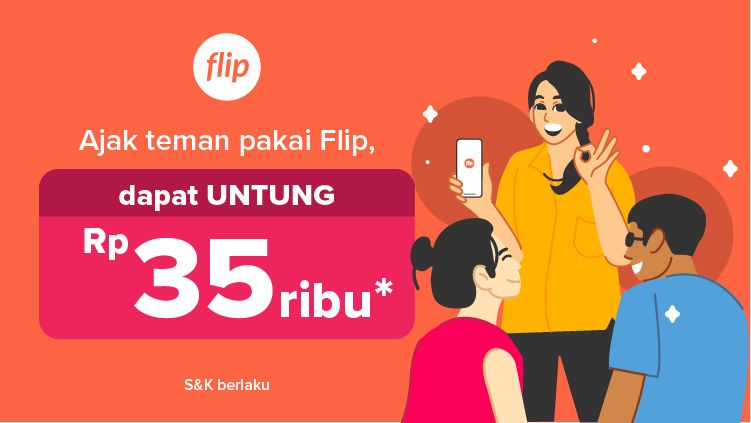 flip
Ajak teman pakai Flip,
dapat UNTUNG
Rp 35 ribu*
S&K berlaku